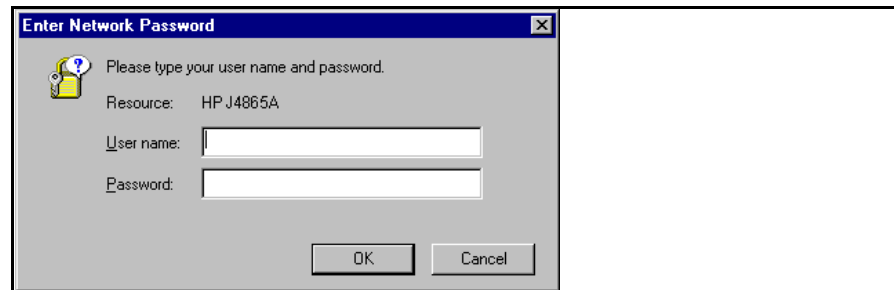 Enter Network Password
Please type your user name and password.
Resource: HP J4865A
User name:
Password:
OK Cancel